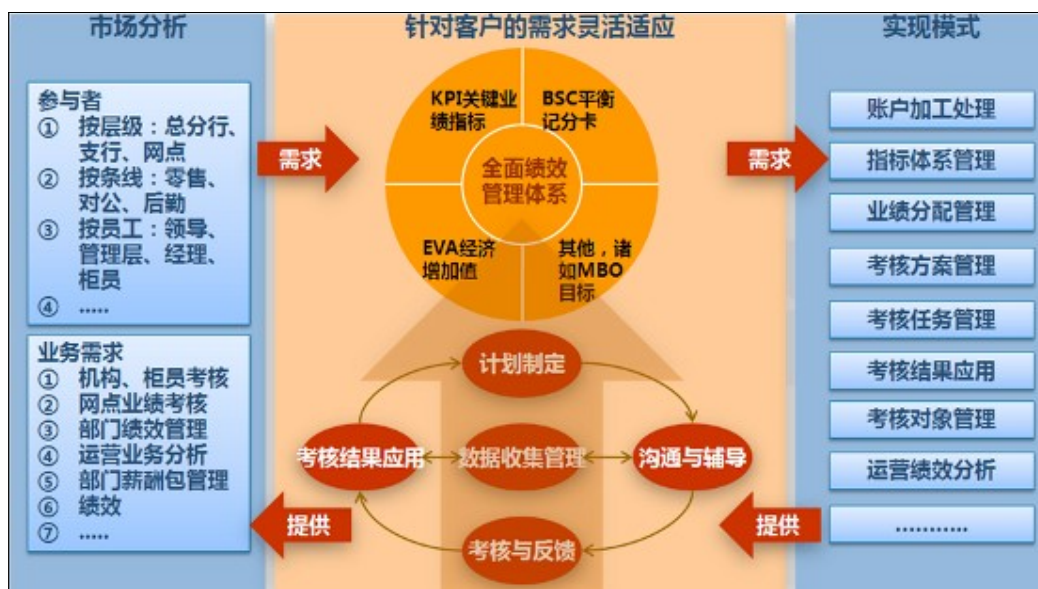 市场分析
参与者
① 按层级：总分行、
支行、网点
② 按条线：零售、
对公、后勤
③ 按员工：领导、
管理层、经理、
柜员
④ .....
业务需求
① 机构、柜员考核
② 网点业绩考核
③ 部门绩效管理
④ 运营业务分析
⑤ 部门薪酬包管理
⑥ 绩效
⑦ .....
需求
提供
针对客户的需求灵活适应
KPI关键业
绩指标
BSC平衡
记分卡
全面绩效
管理体系
EVA经济
增加值
其他，诸
如MBO
目标
计划制定
考核结果应用
数据收集管理
沟通与辅导
考核与反馈
需求
提供
实现模式
账户加工处理
指标体系管理
业绩分配管理
考核方案管理
考核任务管理
考核结果应用
考核对象管理
运营绩效分析
...........